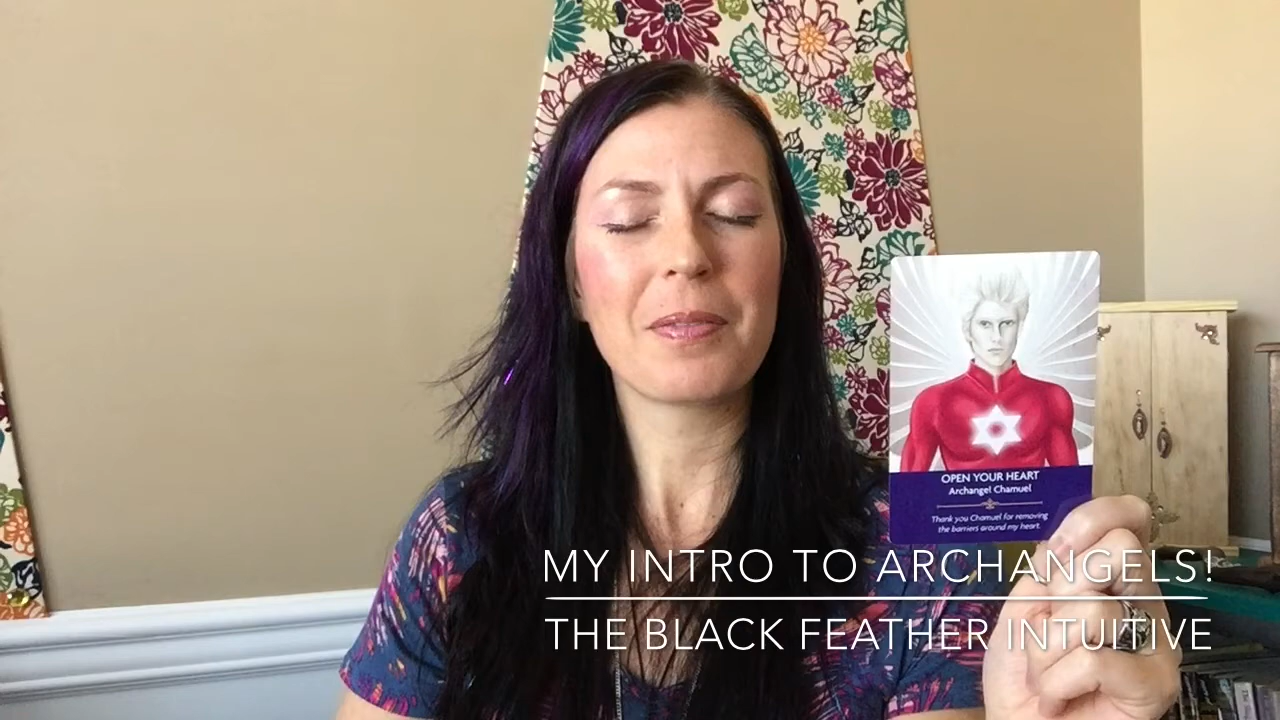 OPEN YOUR HEART
Archangel Chamuel
Thank you Chamuel for removing
the barriers around my heart.
MY INTRO TO ARCHANGELS!
THE BLACK FEATHER INTUITIVE